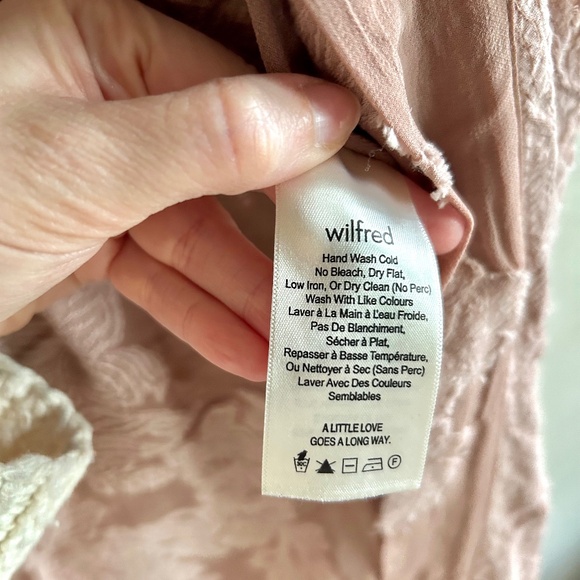 wilfred
Hand Wash Cold
No Bleach, Dry Flat,
Low Iron, Or Dry Clean (No Perc)
Wash With Like Colours
Laver à La Main à L'eau Froide,
Pas De Blanchiment,
Sécher à Plat,
Repasser à Basse Température,
Ou Nettoyer à Sec (Sans Perc)
Laver Avec Des Couleurs
Semblables
A LITTLE LOVE
GOES A LONG WAY.
30C F